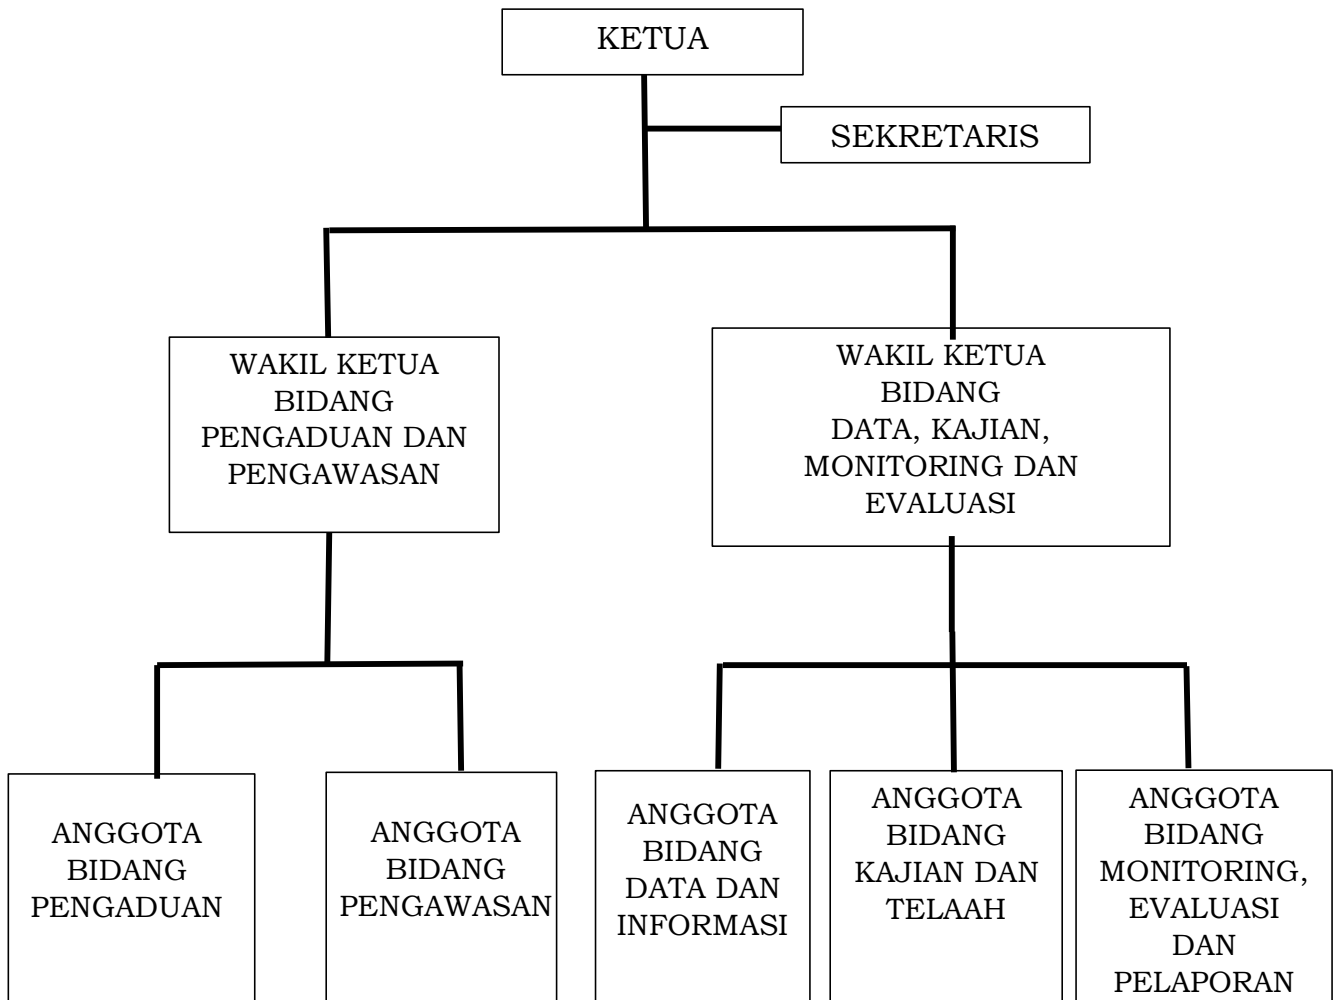 KETUA
SEKRETARIS
WAKIL KETUA
BIDANG
PENGADUAN DAN
PENGAWASAN
WAKIL KETUA
BIDANG
DATA, KAJIAN,
MONITORING DAN
EVALUASI
ANGGOTA
BIDANG
PENGADUAN
ANGGOTA
BIDANG
PENGAWASAN
ANGGOTA
BIDANG
DATA DAN
INFORMASI
ANGGOTA
BIDANG
KAJIAN DAN
TELAAH
ANGGOTA
BIDANG
MONITORING,
EVALUASI
DAN
PELAPORAN